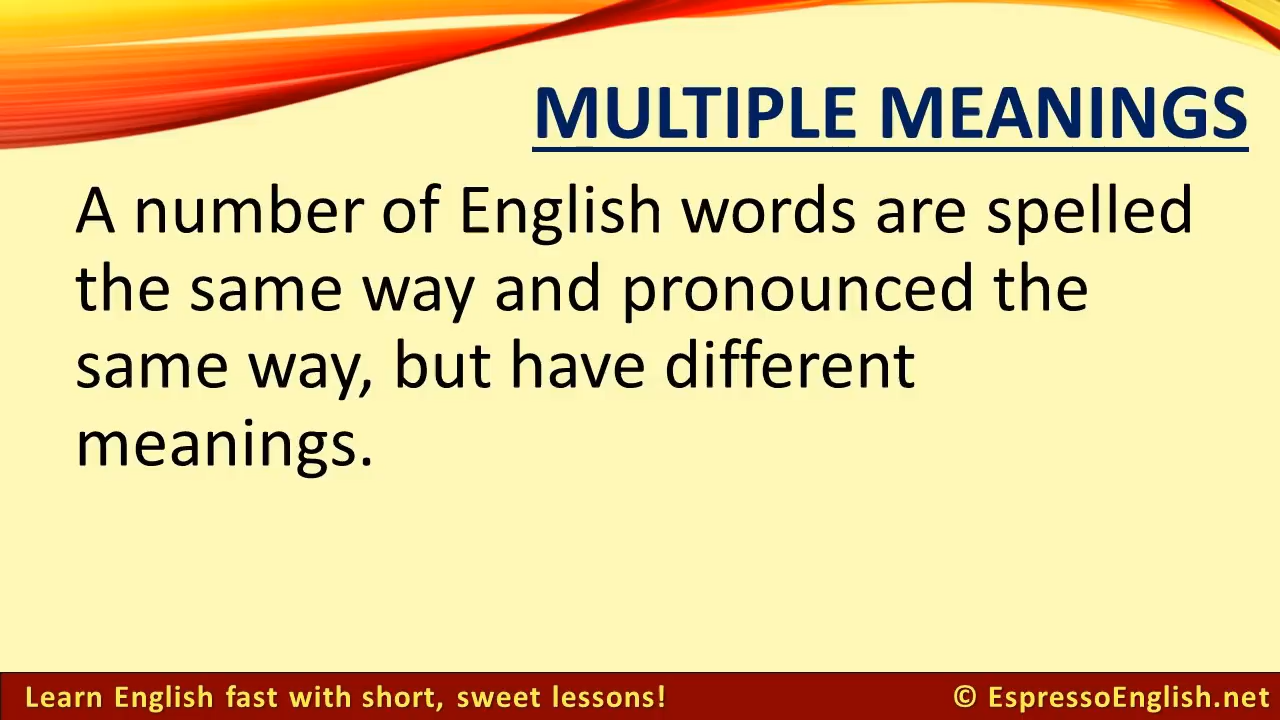 MULTIPLE MEANINGS
A number of English words are spelled
the same way and pronounced the
same way, but have different
meanings.
Learn English fast with short, sweet lessons!
© EspressoEnglish.net